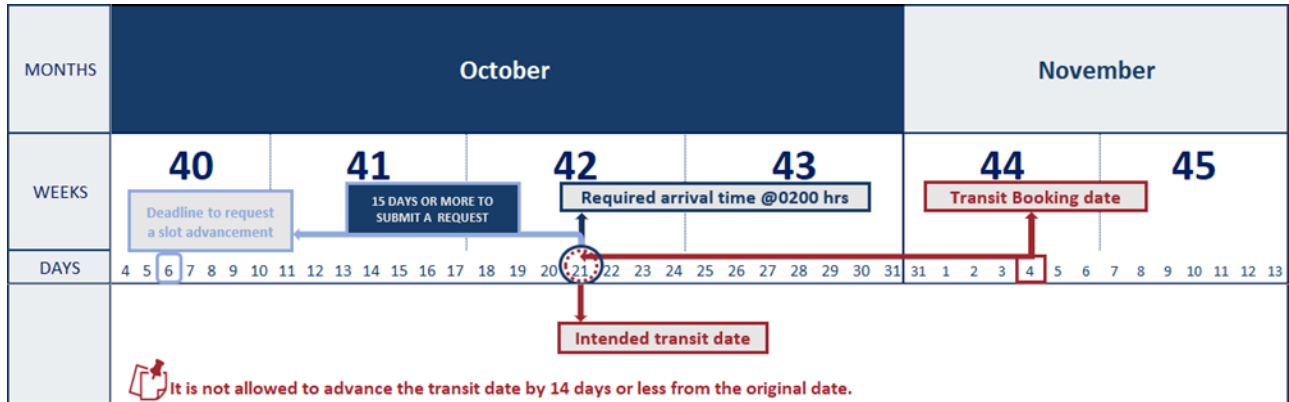 MONTHS
October
November
WEEKS
40
41
42
43
44
45
Deadline to request
a slot advancement
15 DAYS OR MORE TO
SUBMIT A REQUEST
Required arrival time @0200 hrs
Transit Booking date
DAYS
4 5 6 7 8 9 10 11 12 13 14 15 16 17 18 19 20 21 22 23 24 25 26 27 28 29 30 31 31 1 2 3 4 5 6 7 8 9 10 11 12 13
Intended transit date
It is not allowed to advance the transit date by 14 days or less from the original date.